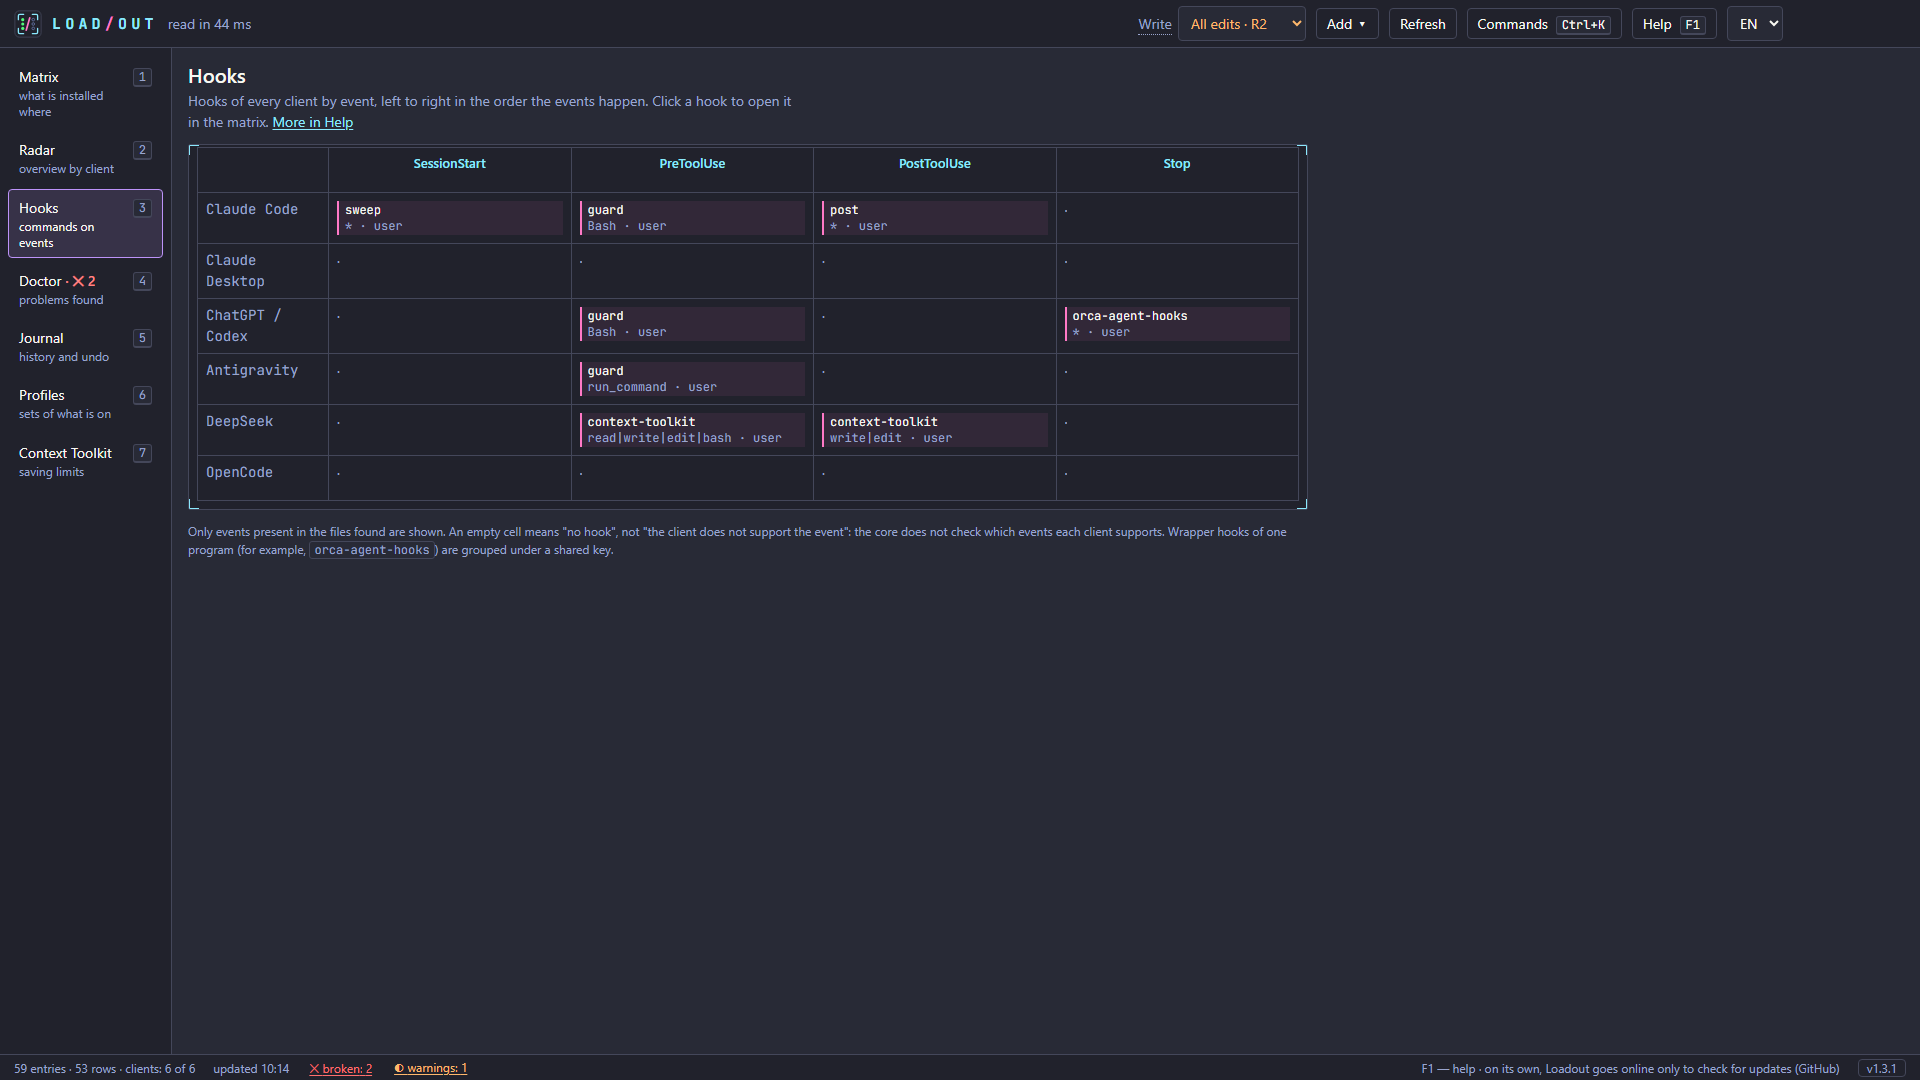 LOAD/OUT read in 44 ms Write All edits · R2 Add ▾ Refresh Commands Ctrl+K Help F1 EN
Matrix 1
what is installed
where
Radar 2
overview by client
Hooks 3
commands on
events
Doctor · ✕ 2 4
problems found
Journal 5
history and undo
Profiles 6
sets of what is on
Context Toolkit 7
saving limits
Hooks
Hooks of every client by event, left to right in the order the events happen. Click a hook to open it
in the matrix. More in Help
SessionStart PreToolUse PostToolUse Stop
Claude Code sweep guard post ·
* · user Bash · user * · user
Claude · · · ·
Desktop
ChatGPT / · guard · orca-agent-hooks
Codex Bash · user * · user
Antigravity · guard · ·
run_command · user
DeepSeek · context-toolkit context-toolkit ·
read|write|edit|bash · user write|edit · user
OpenCode · · · ·
Only events present in the files found are shown. An empty cell means "no hook", not "the client does not support the event": the core does not check which events each client supports. Wrapper hooks of one
program (for example, orca-agent-hooks) are grouped under a shared key.
59 entries · 53 rows · clients: 6 of 6 updated 10:14 ✕ broken: 2 ◐ warnings: 1 F1 — help · on its own, Loadout goes online only to check for updates (GitHub) v1.3.1